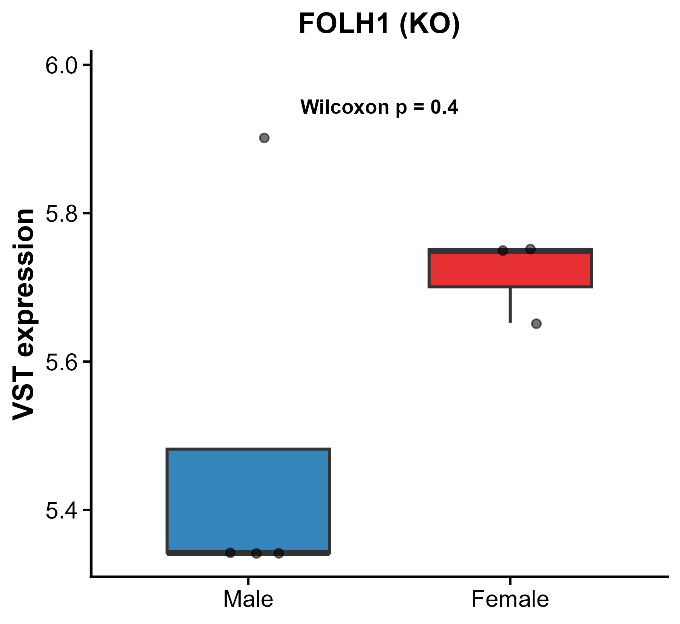 FOLH1 (KO)
Wilcoxon p = 0.4
VST expression
6.0
5.8
5.6
5.4
Male
Female